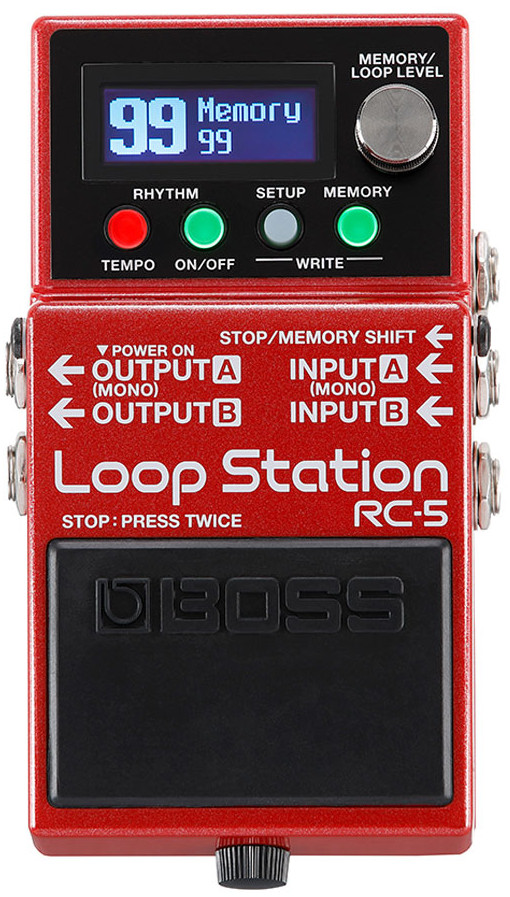 MEMORY/
LOOP LEVEL
99 Memory
99
RHYTHM SETUP MEMORY
TEMPO ON/OFF WRITE
STOP/MEMORY SHIFT ←
▼POWER ON
← OUTPUT A INPUT A ←
(MONO) (MONO)
← OUTPUT B INPUT B ←
Loop Station
STOP : PRESS TWICE RC-5
BOSS